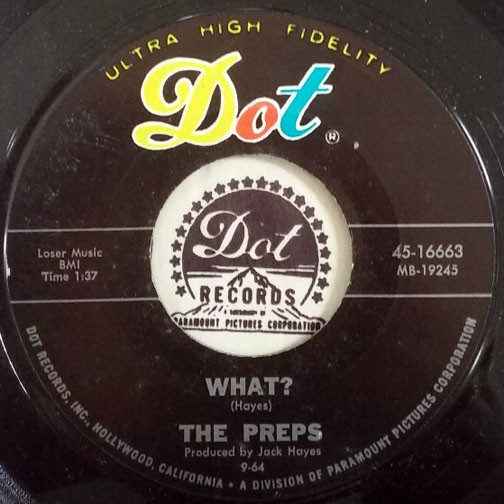 ULTRA HIGH FIDELITY
Dot®
Loser Music
BMI
Time 1:37
45-16663
MB-19245
Dot
RECORDS
PARAMOUNT PICTURES CORPORATION
WHAT?
(Hayes)
THE PREPS
Produced by Jack Hayes
9-64
DOT RECORDS, INC., HOLLYWOOD, CALIFORNIA • A DIVISION OF PARAMOUNT PICTURES CORPORATION